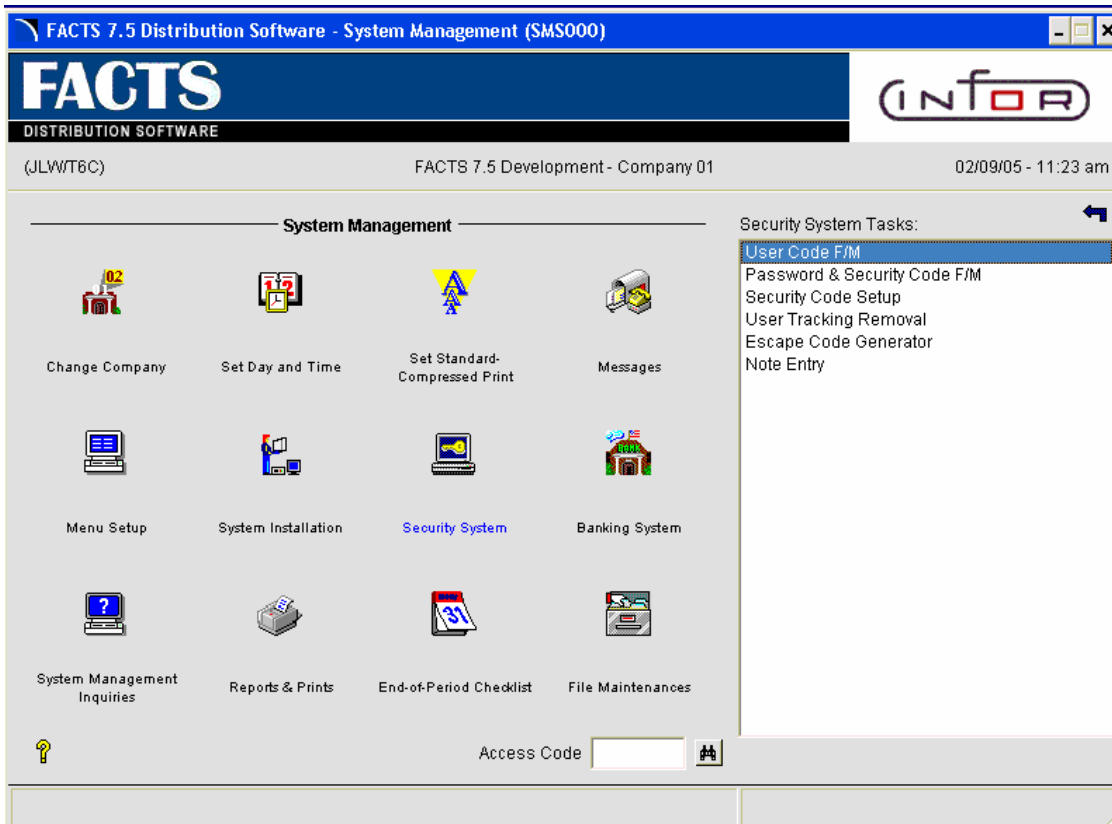 FACTS 7.5 Distribution Software - System Management (SMS000)
FACTS
DISTRIBUTION SOFTWARE
INFOR
(JLW/T6C)
FACTS 7.5 Development - Company 01
02/09/05 - 11:23 am
System Management
Security System Tasks:
User Code F/M
Password & Security Code F/M
Security Code Setup
User Tracking Removal
Escape Code Generator
Note Entry
02
Change Company
Set Day and Time
Set Standard-
Compressed Print
Messages
Menu Setup
System Installation
Security System
BANK
Banking System
31
System Management
Inquiries
Reports & Prints
End-of-Period Checklist
File Maintenances
Access Code